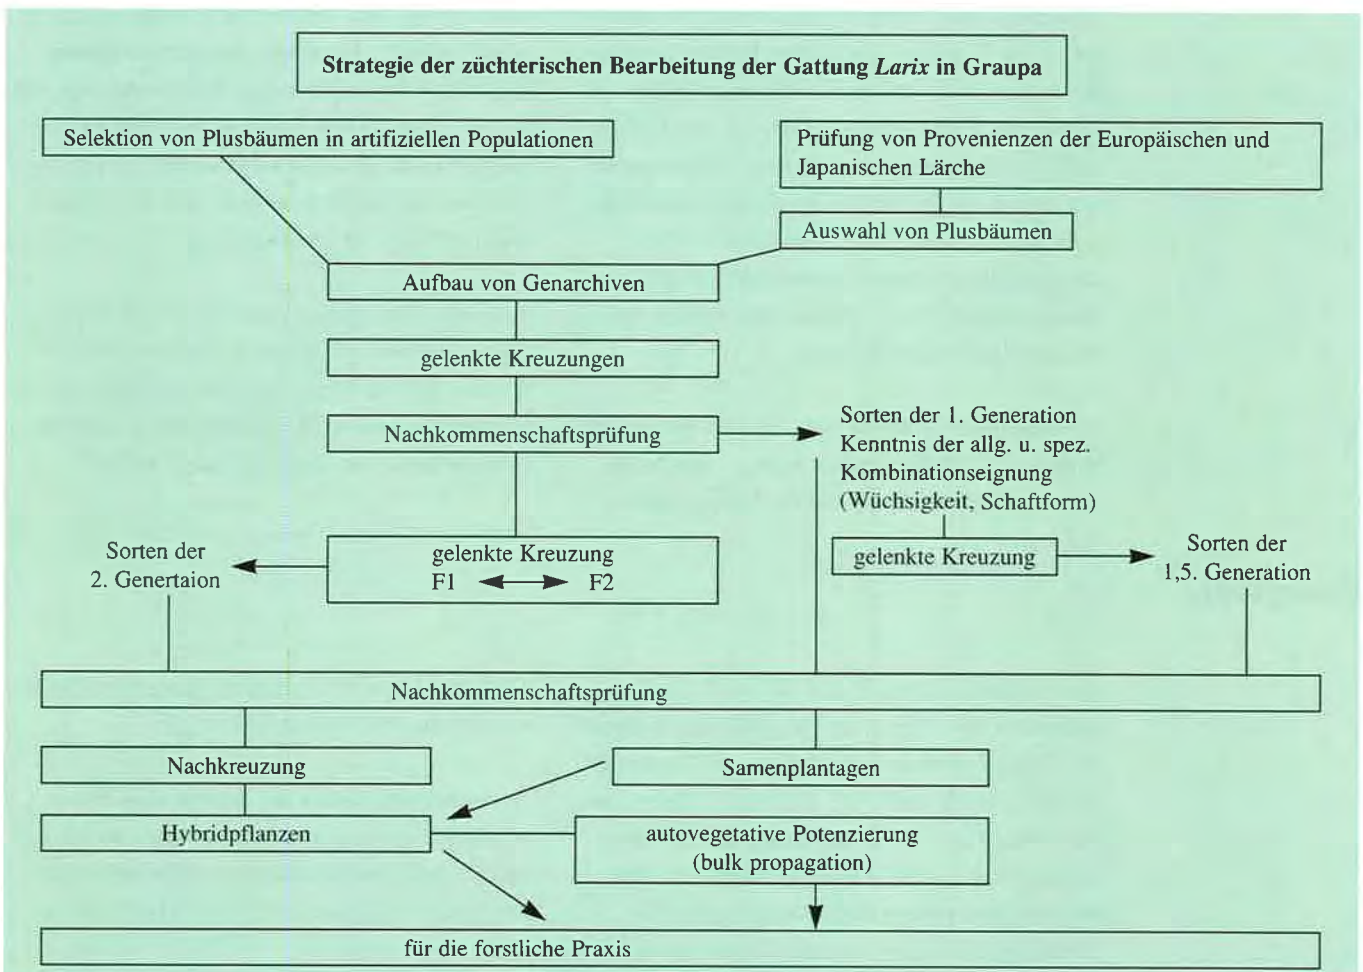 Strategie der züchterischen Bearbeitung der Gattung Larix in Graupa
Selektion von Plusbäumen in artifiziellen Populationen
Prüfung von Provenienzen der Europäischen und
Japanischen Lärche
Auswahl von Plusbäumen
Aufbau von Genarchiven
gelenkte Kreuzungen
Nachkommenschaftsprüfung
Sorten der 1. Generation
Kenntnis der allg. u. spez.
Kombinationseignung
(Wüchsigkeit, Schaftform)
Sorten der
2. Genertaion
gelenkte Kreuzung
F1 F2
gelenkte Kreuzung
Sorten der
1,5. Generation
Nachkommenschaftsprüfung
Nachkreuzung
Samenplantagen
Hybridpflanzen
autovegetative Potenzierung
(bulk propagation)
für die forstliche Praxis